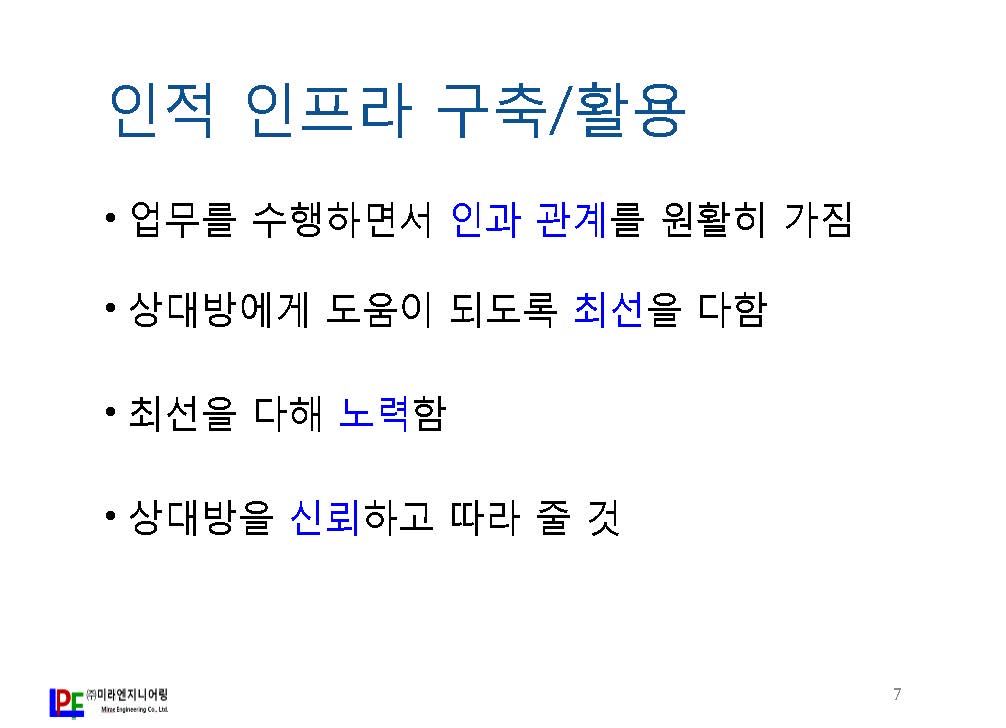 인적 인프라 구축/활용
• 업무를 수행하면서 인과 관계를 원활히 가짐
• 상대방에게 도움이 되도록 최선을 다함
• 최선을 다해 노력함
• 상대방을 신뢰하고 따라 줄 것
LPE ㈜미라엔지니어링
Mirae Engineering Co., Ltd.
7